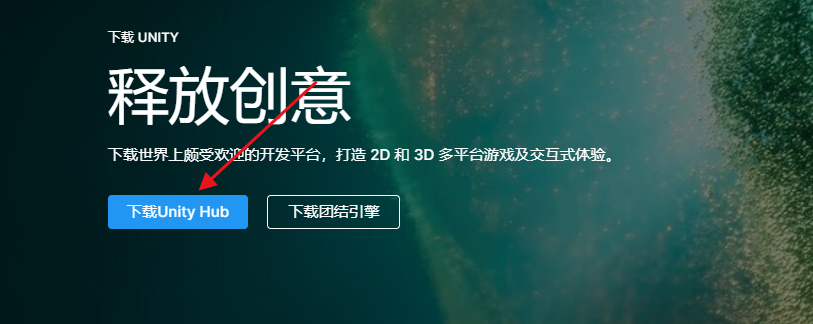 下载 UNITY
释放创意
下载世界上颇受欢迎的开发平台，打造 2D 和 3D 多平台游戏及交互式体验。
下载Unity Hub
下载团结引擎